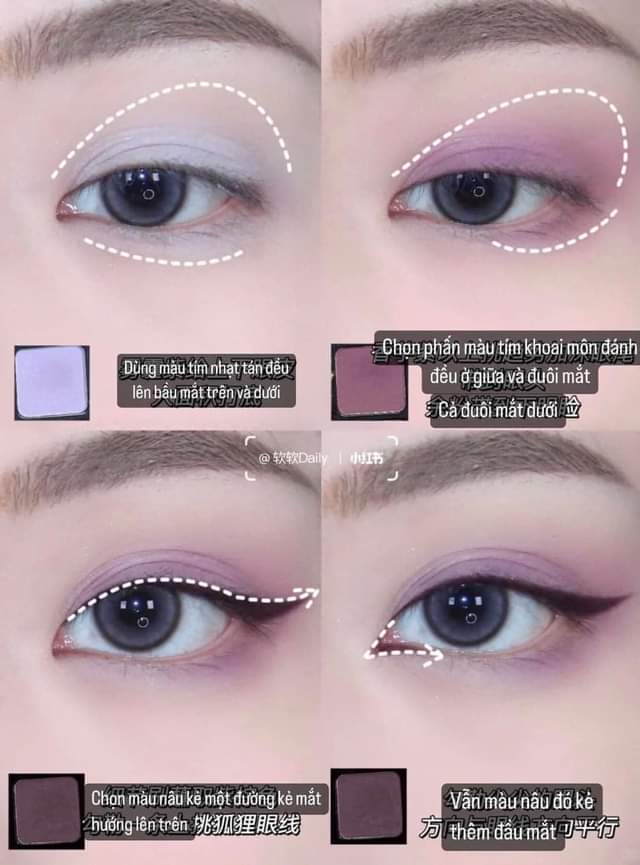 Dùng màu tím nhạt tán đều
lên bầu mắt trên và dưới
Chọn phấn màu tím khoai môn đánh
đều ở giữa và đuôi mắt
Cả đuôi mắt dưới
@软软Daily | 小红书
Chọn màu nâu kẻ một đường kẻ mắt
hướng lên trên 挑狐狸眼线
Vẫn màu nâu đó kẻ
thêm đầu mắt